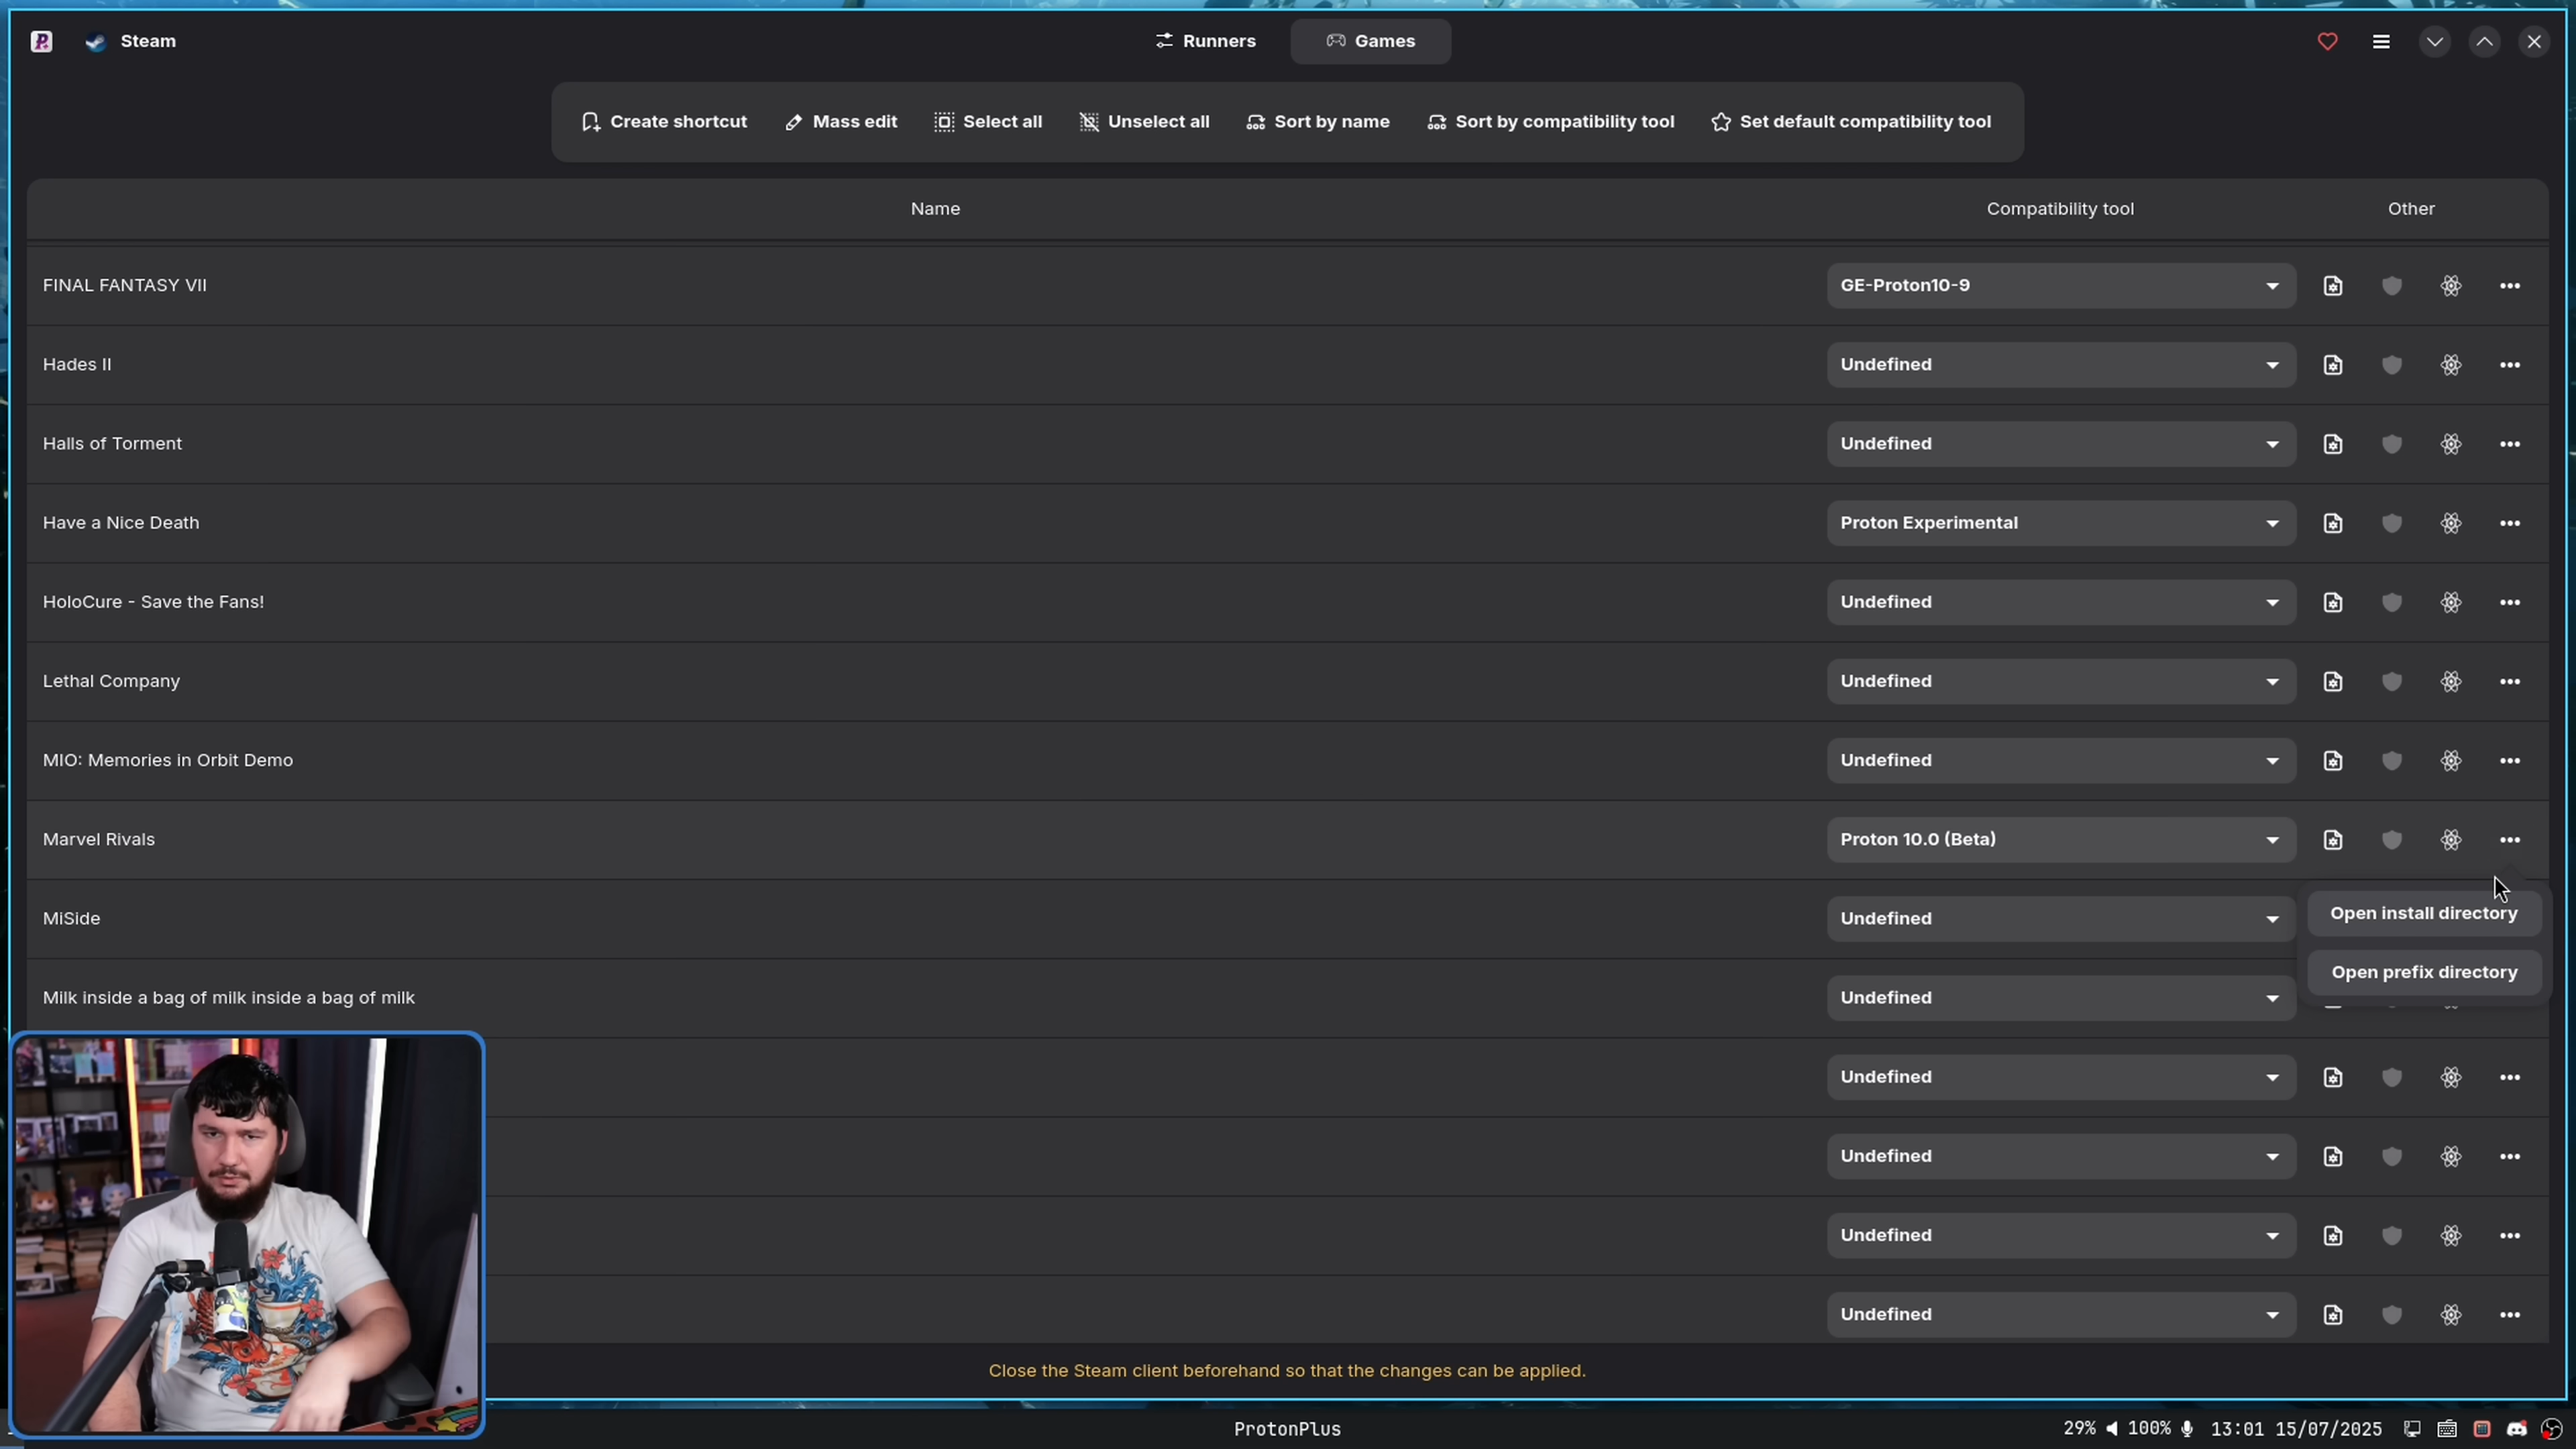 Steam
Runners
Games
Create shortcut
Mass edit
Select all
Unselect all
Sort by name
Sort by compatibility tool
Set default compatibility tool
Name
Compatibility tool
Other
FINAL FANTASY VII
GE-Proton10-9
Hades II
Undefined
Halls of Torment
Undefined
Have a Nice Death
Proton Experimental
HoloCure - Save the Fans!
Undefined
Lethal Company
Undefined
MIO: Memories in Orbit Demo
Undefined
Marvel Rivals
Proton 10.0 (Beta)
MiSide
Undefined
Open install directory
Open prefix directory
Milk inside a bag of milk inside a bag of milk
Undefined
Undefined
Undefined
Undefined
Undefined
Close the Steam client beforehand so that the changes can be applied.
ProtonPlus
29% 100% 13:01 15/07/2025